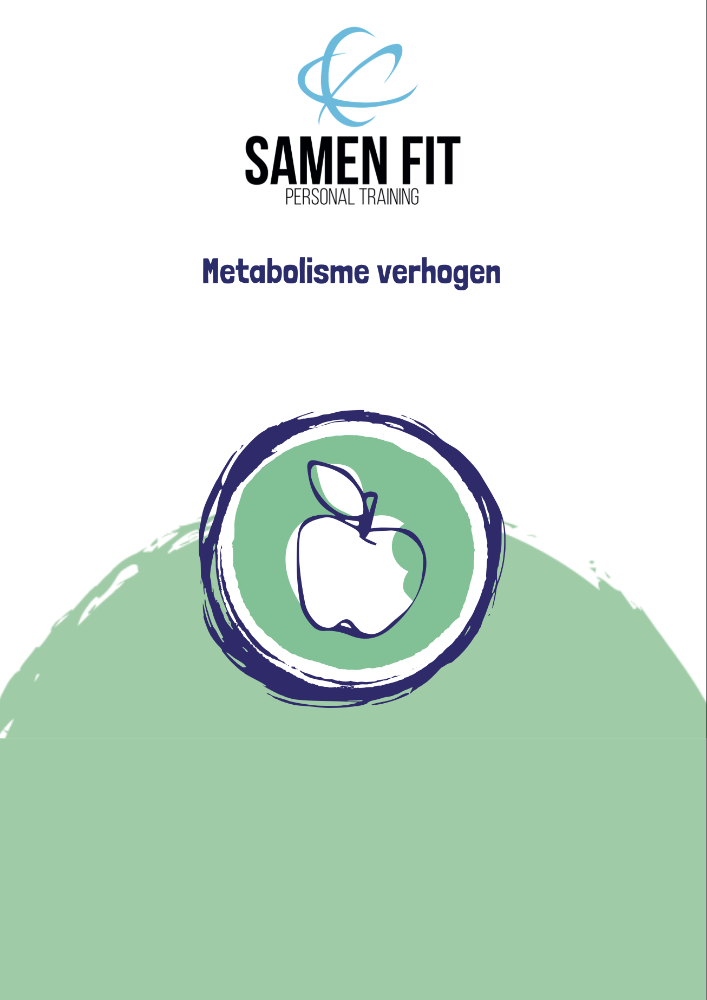 SAMEN FIT
PERSONAL TRAINING
Metabolisme verhogen